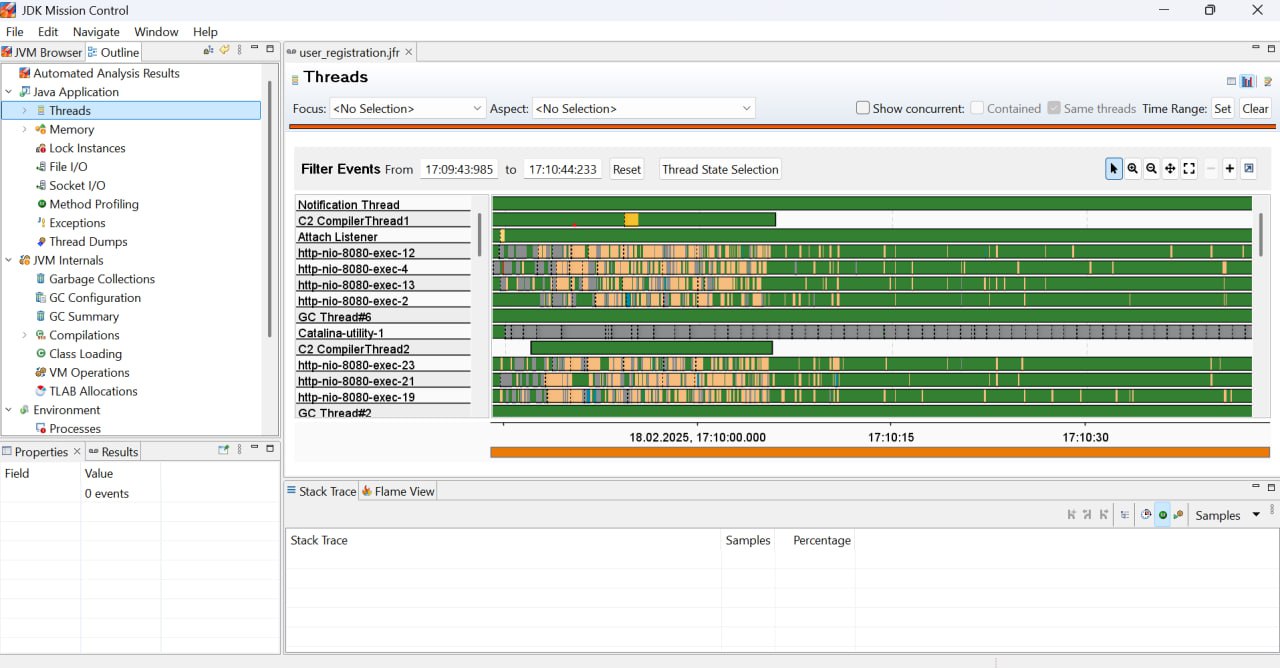 JDK Mission Control
File Edit Navigate Window Help
JVM Browser Outline
Automated Analysis Results
Java Application
Threads
Memory
Lock Instances
File I/O
Socket I/O
Method Profiling
Exceptions
Thread Dumps
JVM Internals
Garbage Collections
GC Configuration
GC Summary
Compilations
Class Loading
VM Operations
TLAB Allocations
Environment
Processes
Properties Results
Field Value
0 events
user_registration.jfr
Threads
Focus: <No Selection> Aspect: <No Selection> Show concurrent: Contained Same threads Time Range: Set Clear
Filter Events From 17:09:43:985 to 17:10:44:233 Reset Thread State Selection
Notification Thread
C2 CompilerThread1
Attach Listener
http-nio-8080-exec-12
http-nio-8080-exec-4
http-nio-8080-exec-13
http-nio-8080-exec-2
GC Thread#6
Catalina-utility-1
C2 CompilerThread2
http-nio-8080-exec-23
http-nio-8080-exec-21
http-nio-8080-exec-19
GC Thread#2
18.02.2025, 17:10:00.000 17:10:15 17:10:30
Stack Trace Flame View
Samples
Stack Trace Samples Percentage